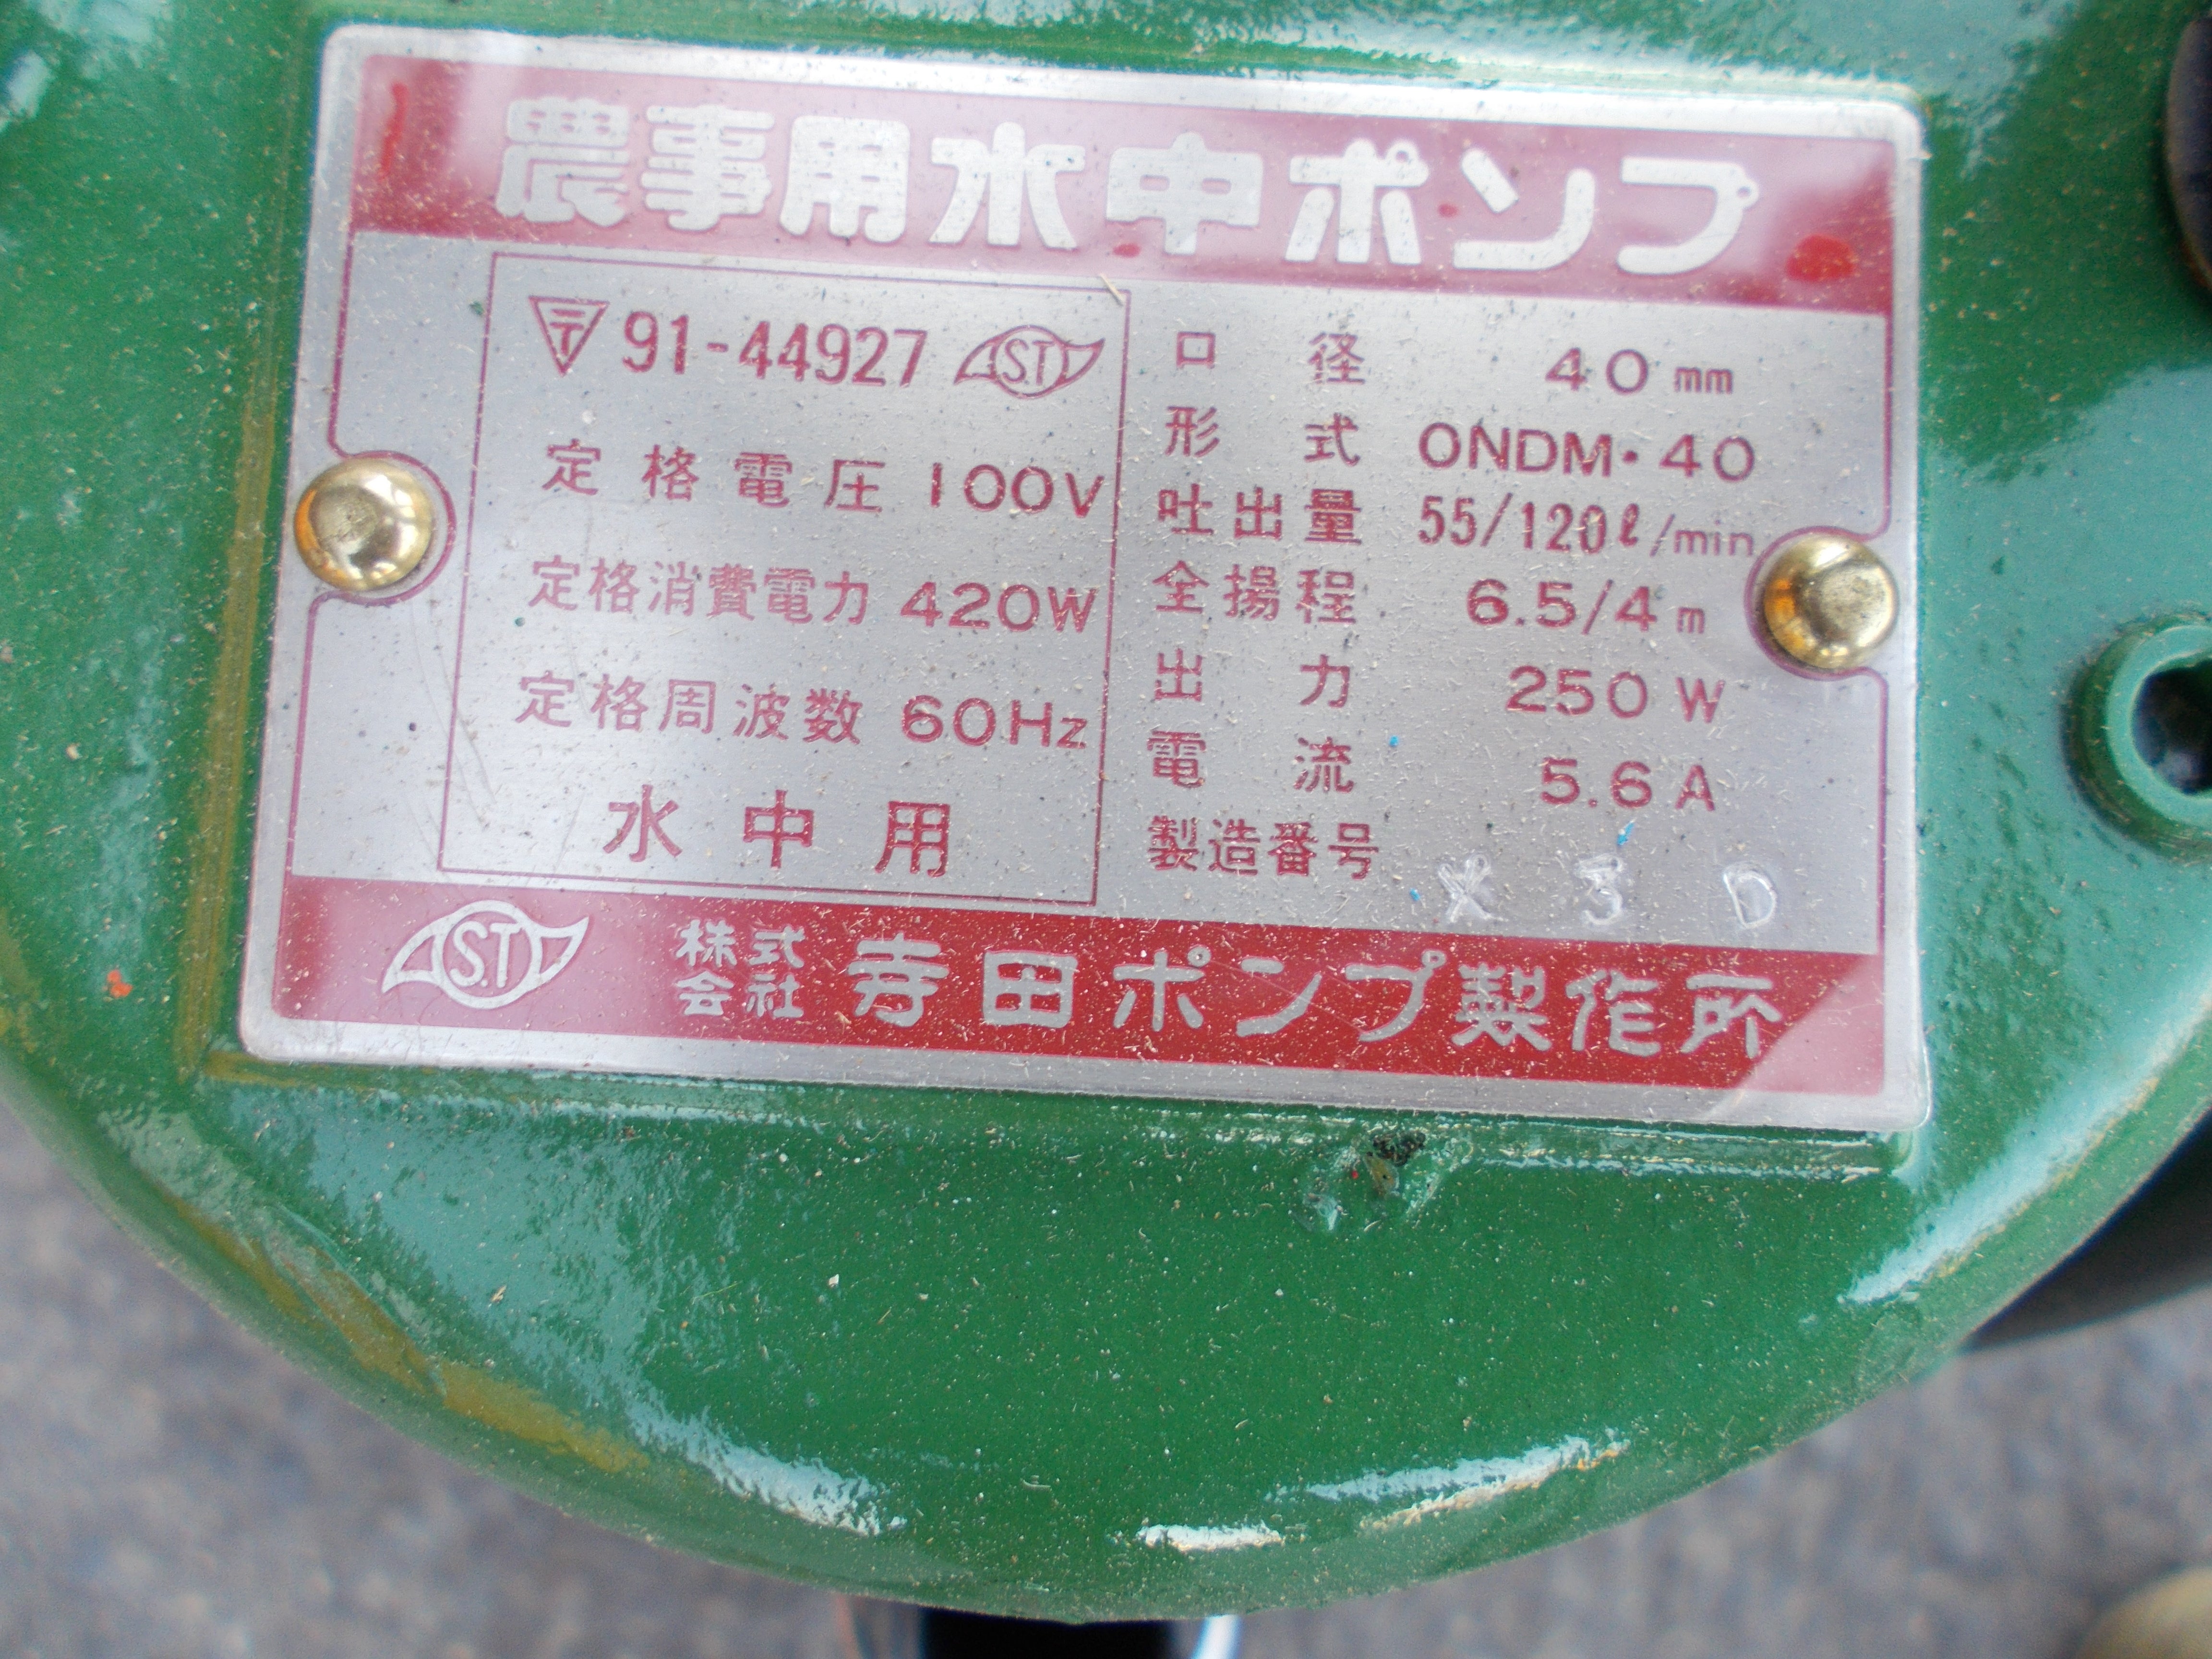 農事用水中ポンプ
〒 91-44927 S.T
定格電圧 100V
定格消費電力 420W
定格周波数 60Hz
水中用
口径 40mm
形式 ONDM・40
吐出量 55/120ℓ/min
全揚程 6.5/4m
出力 250W
電流 5.6A
製造番号 X 3 D
S.T 株式会社 寺田ポンプ製作所